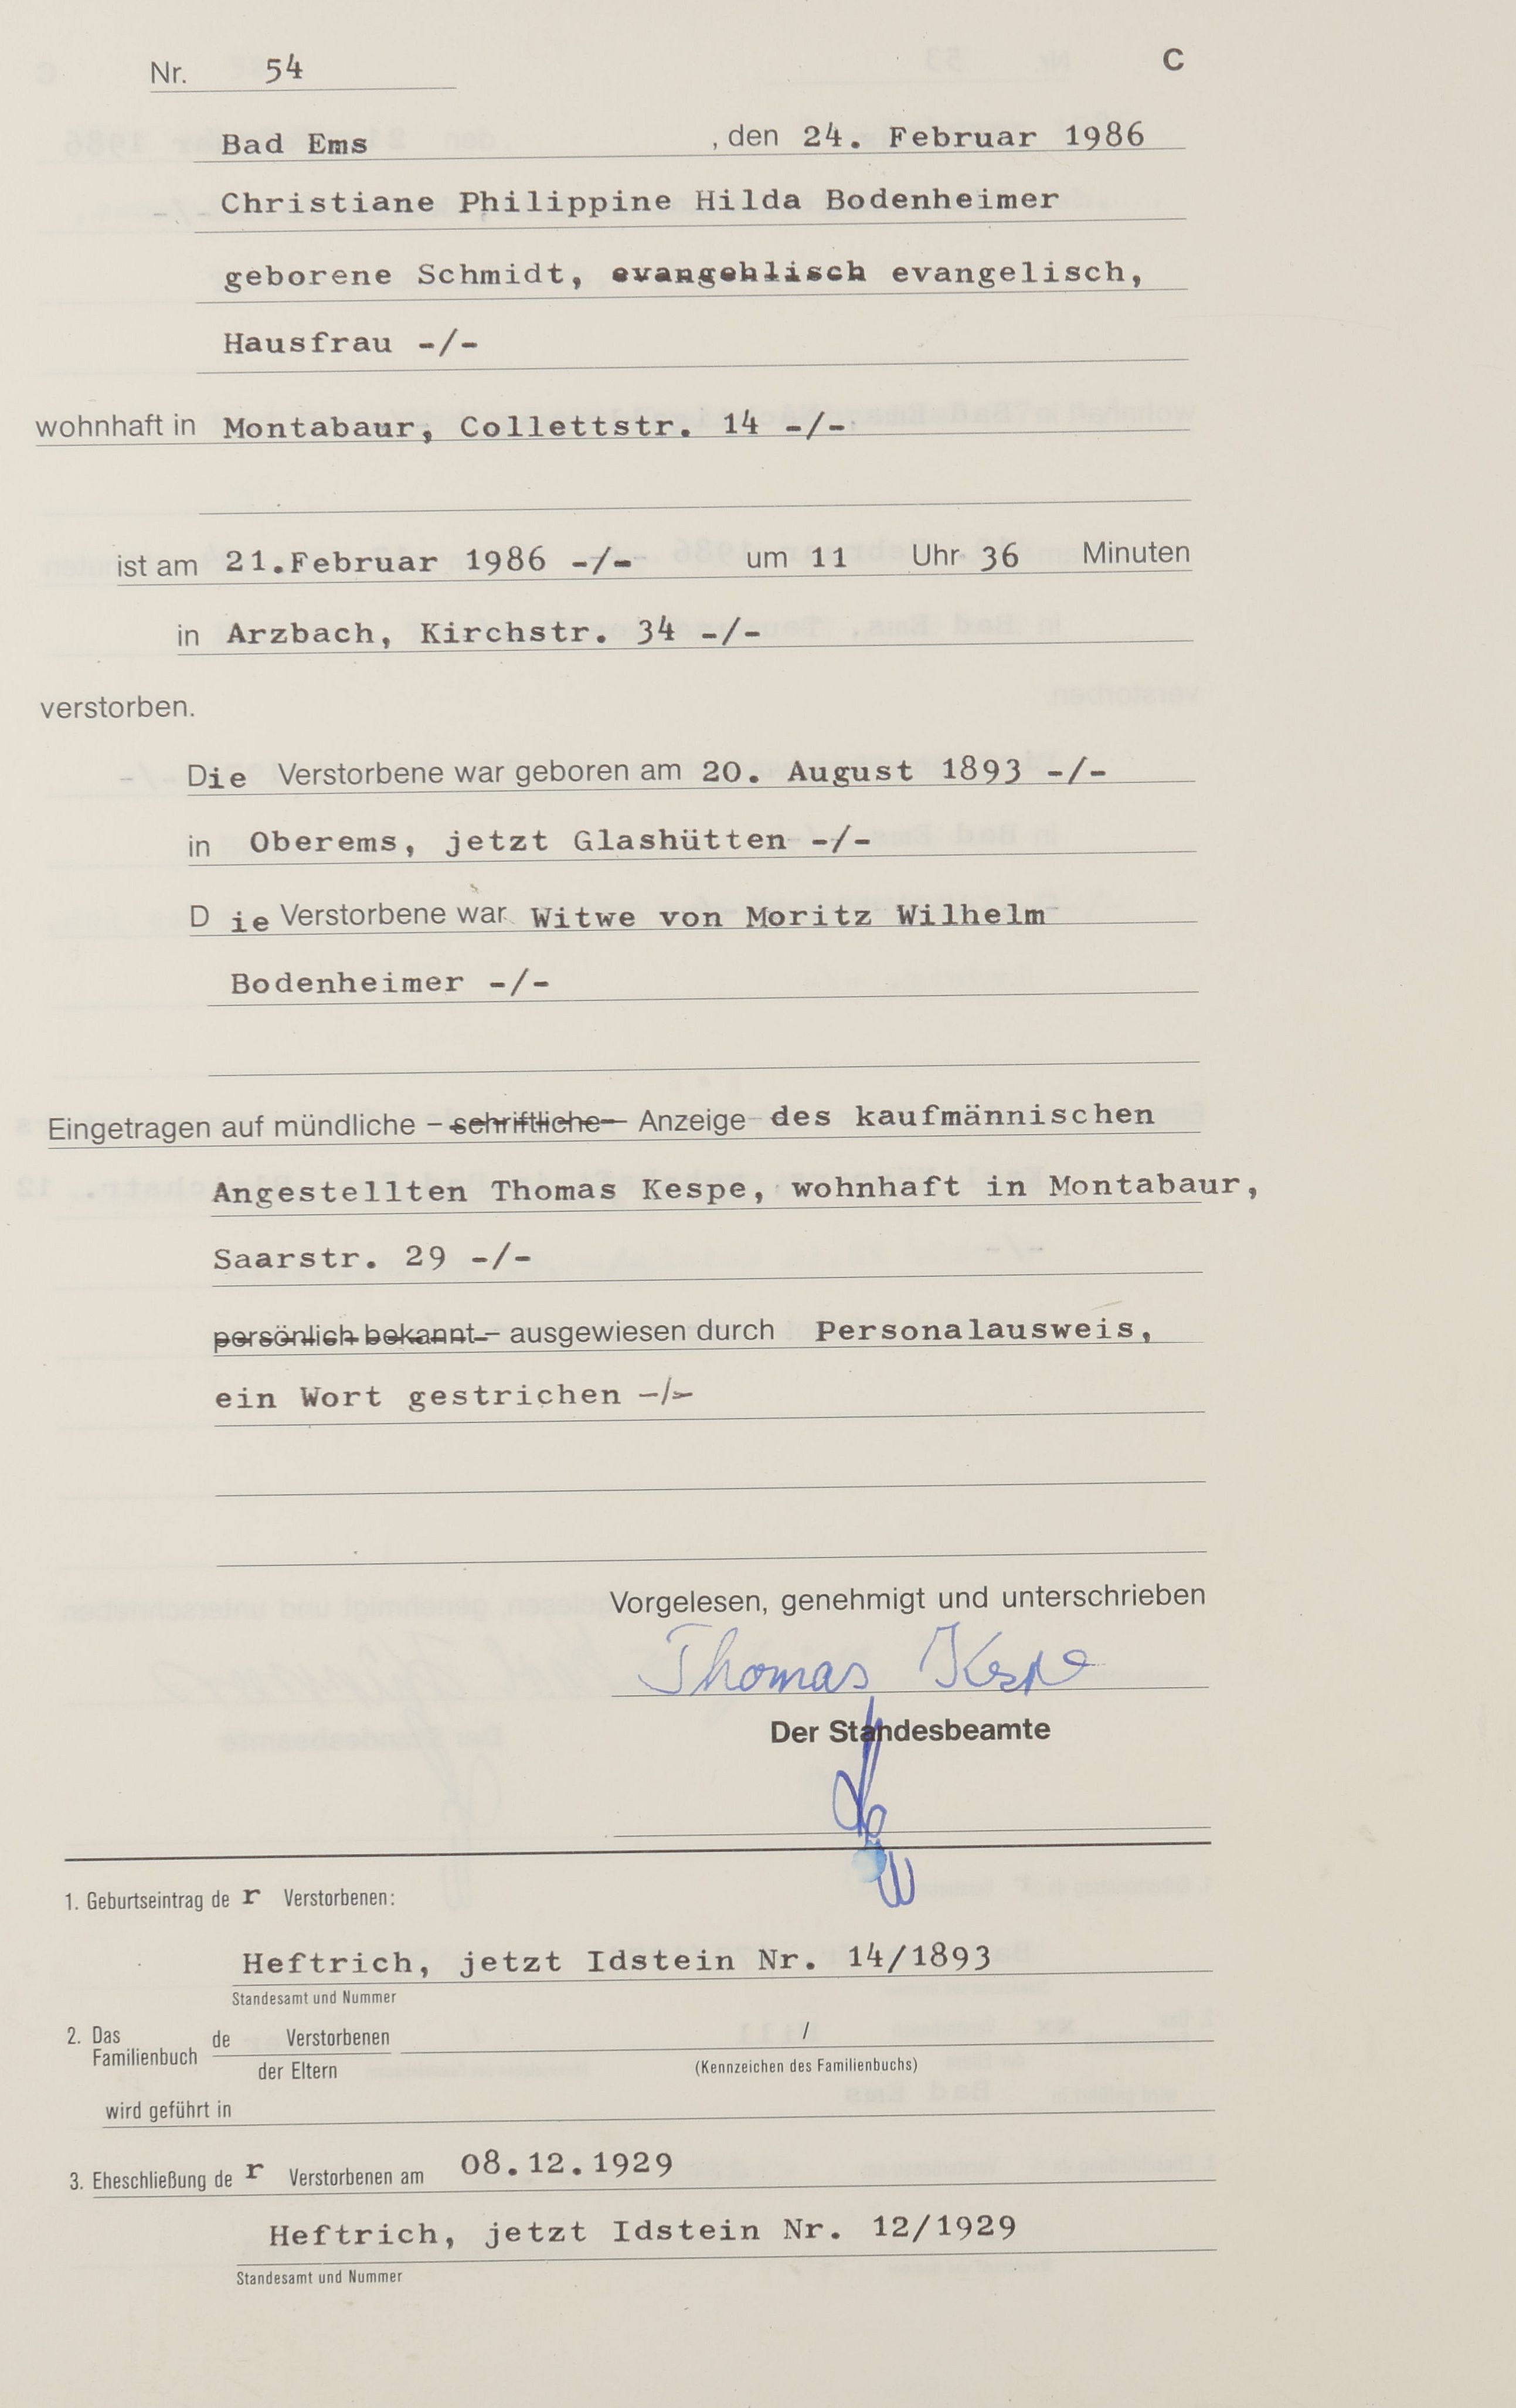 Nr. 54 C
Bad Ems , den 24. Februar 1986
Christiane Philippine Hilda Bodenheimer
geborene Schmidt, evangehlisch evangelisch,
Hausfrau -/-
wohnhaft in Montabaur, Collettstr. 14 -/-
ist am 21.Februar 1986 -/- um 11 Uhr 36 Minuten
in Arzbach, Kirchstr. 34 -/-
verstorben.
Die Verstorbene war geboren am 20. August 1893 -/-
in Oberems, jetzt Glashütten -/-
Die Verstorbene war Witwe von Moritz Wilhelm
Bodenheimer -/-
Eingetragen auf mündliche – schriftliche – Anzeige des kaufmännischen
Angestellten Thomas Kespe, wohnhaft in Montabaur,
Saarstr. 29 -/-
persönlich bekannt – ausgewiesen durch Personalausweis,
ein Wort gestrichen -/-
Vorgelesen, genehmigt und unterschrieben
Thomas Kespe
Der Standesbeamte
1. Geburtseintrag der Verstorbenen:
Heftrich, jetzt Idstein Nr. 14/1893
Standesamt und Nummer
2. Das Familienbuch de Verstorbenen /
der Eltern (Kennzeichen des Familienbuchs)
wird geführt in
3. Eheschließung der Verstorbenen am 08.12.1929
Heftrich, jetzt Idstein Nr. 12/1929
Standesamt und Nummer